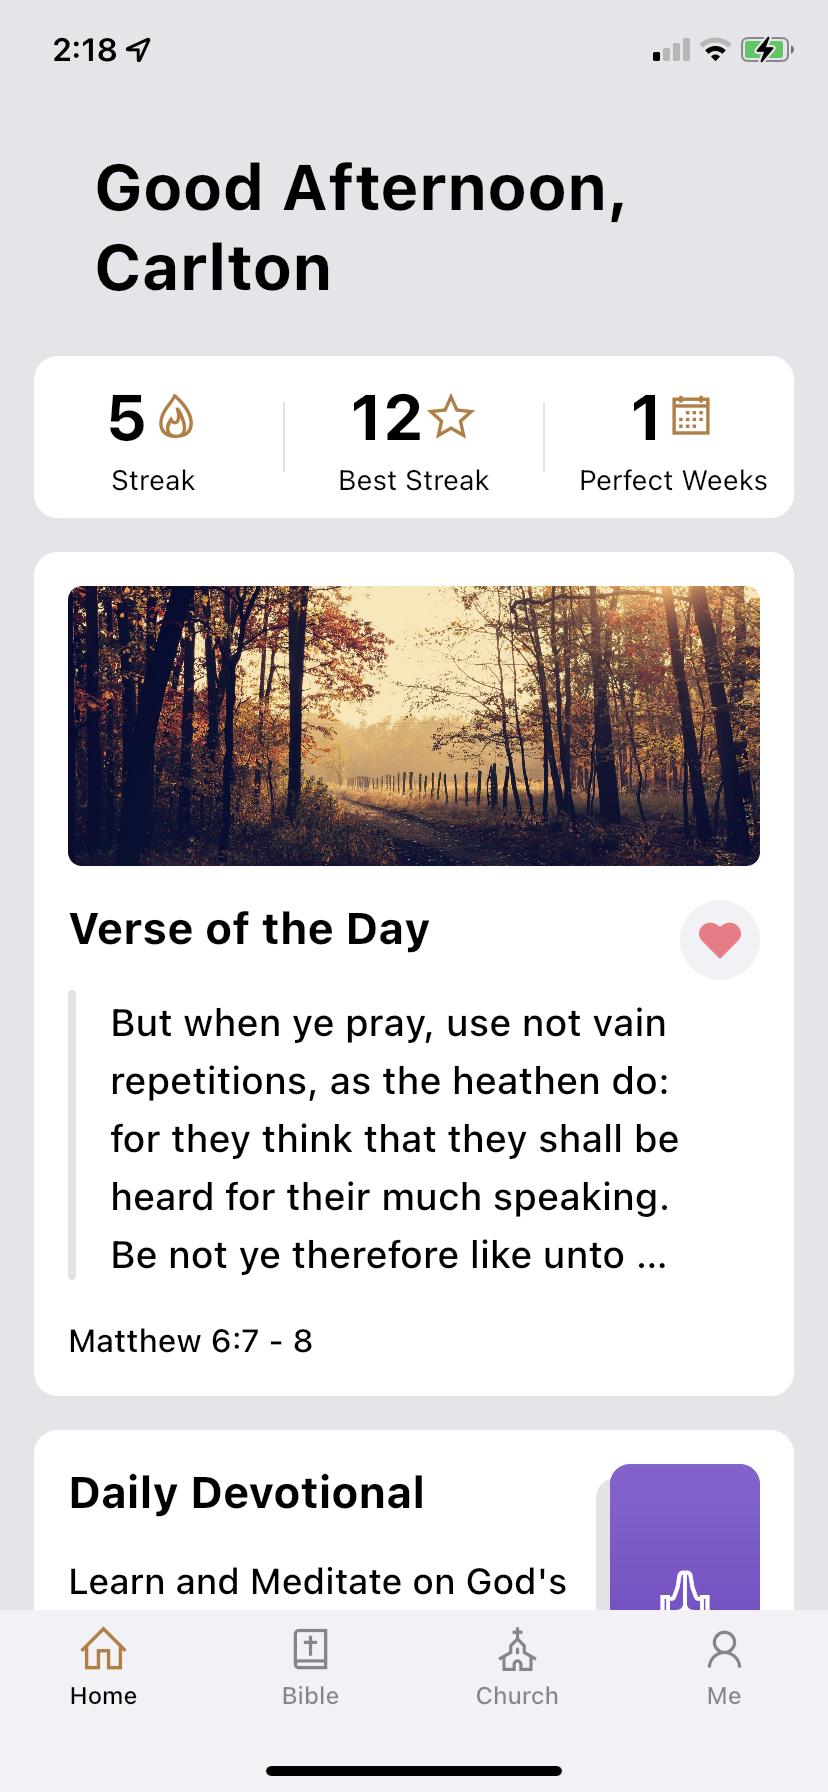 2:18
Good Afternoon,
Carlton
5
12
1
Streak
Best Streak
Perfect Weeks
Verse of the Day
But when ye pray, use not vain
repetitions, as the heathen do:
for they think that they shall be
heard for their much speaking.
Be not ye therefore like unto ...
Matthew 6:7 - 8
Daily Devotional
Learn and Meditate on God's
Home
Bible
Church
Me